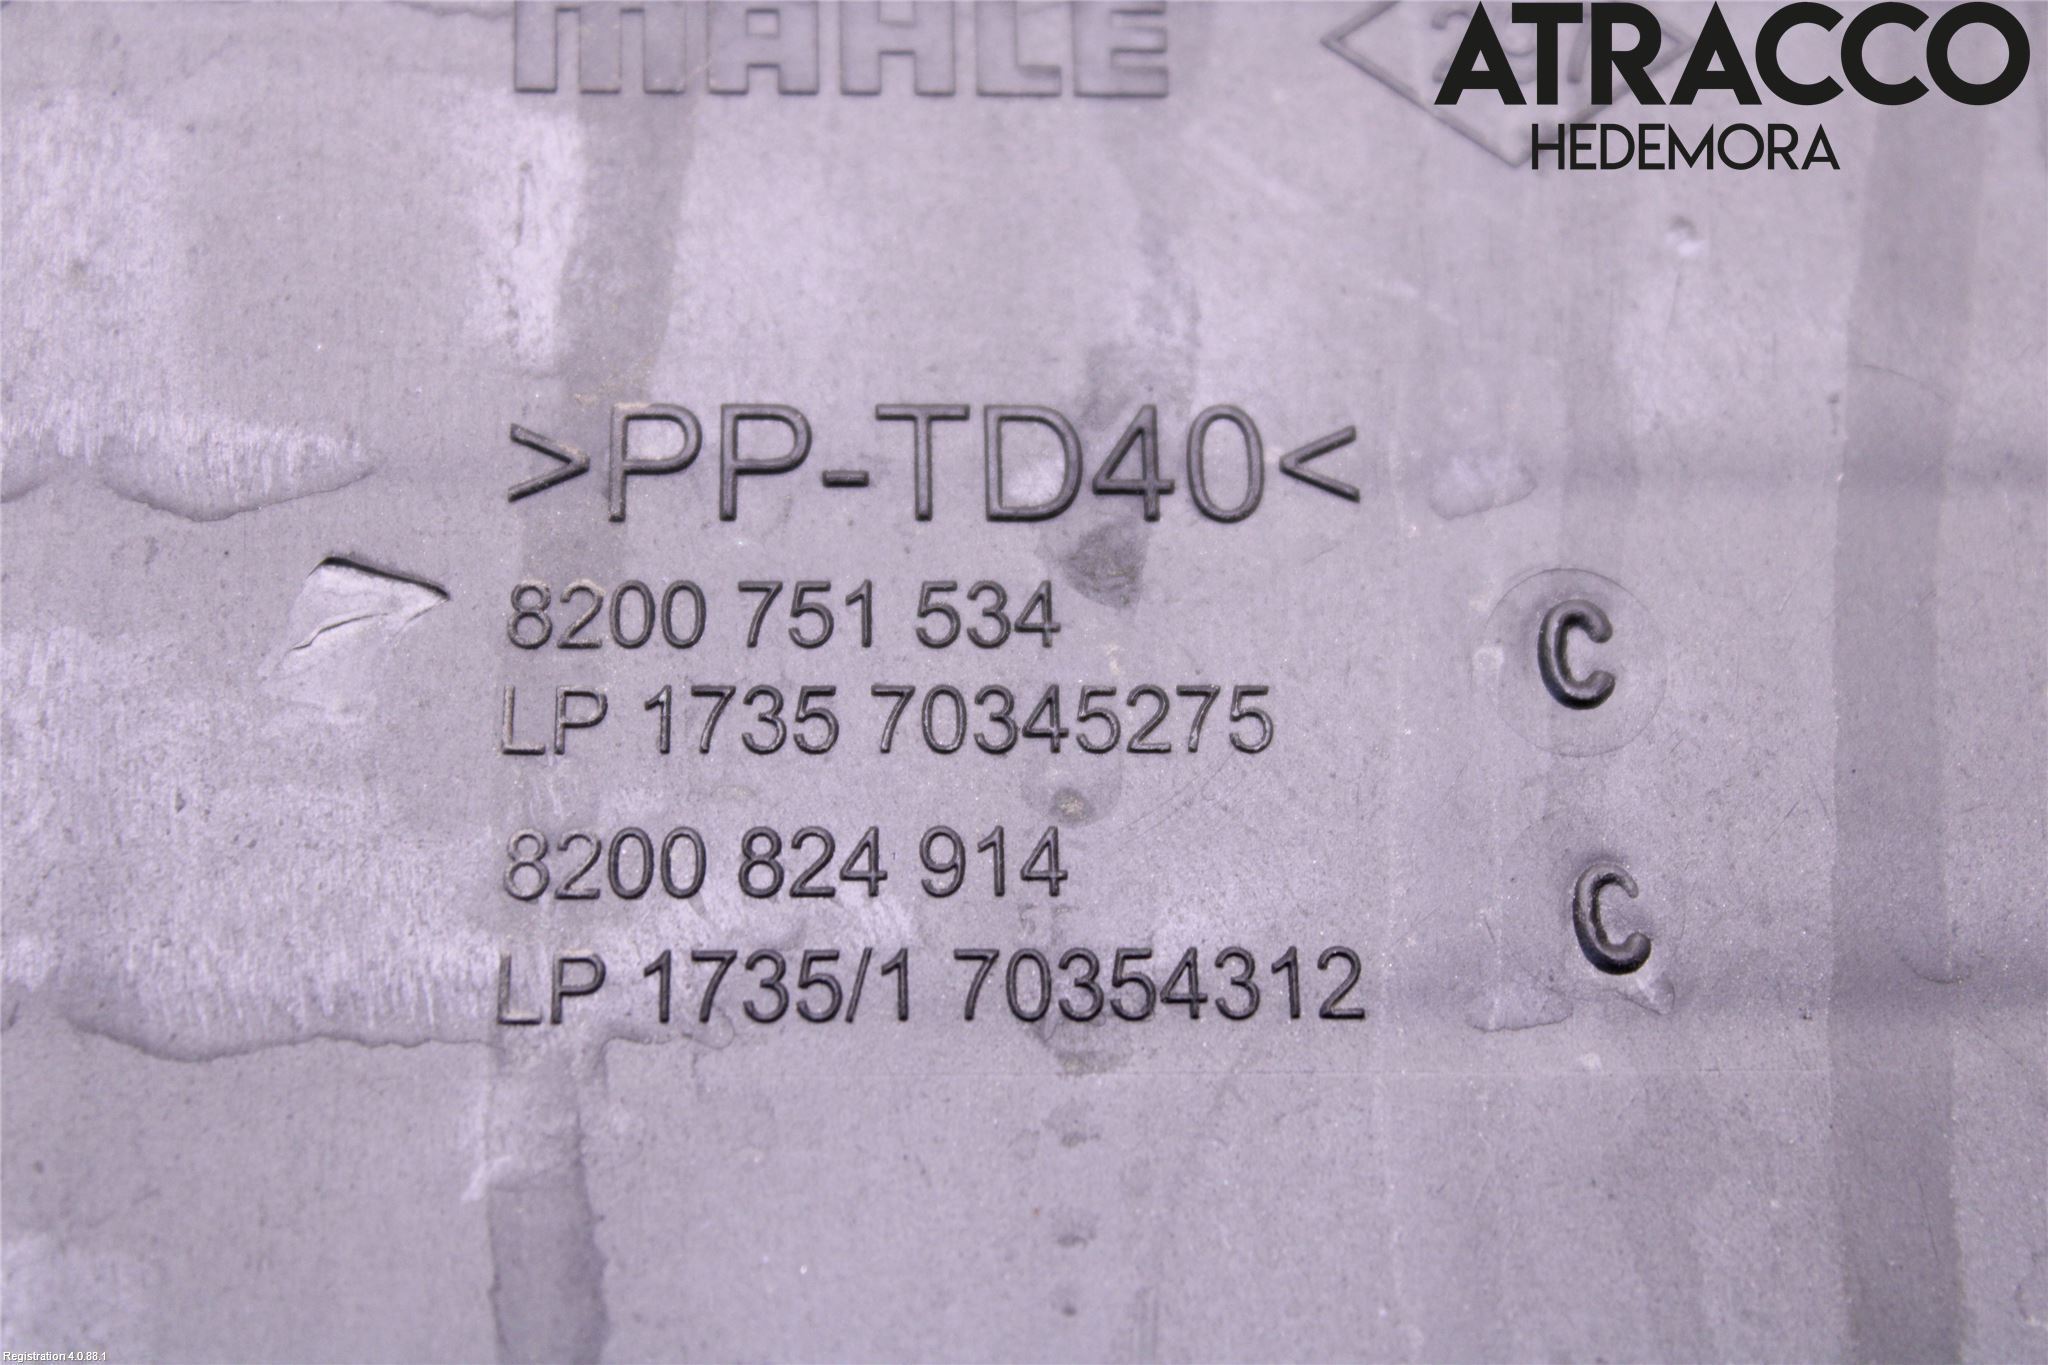 MAHLE
ATRACCO
HEDEMORA
>PP-TD40<
8200 751 534
C
LP 1735 70345275
8200 824 914
C
LP 1735/1 70354312
Registration 4.0.88.1